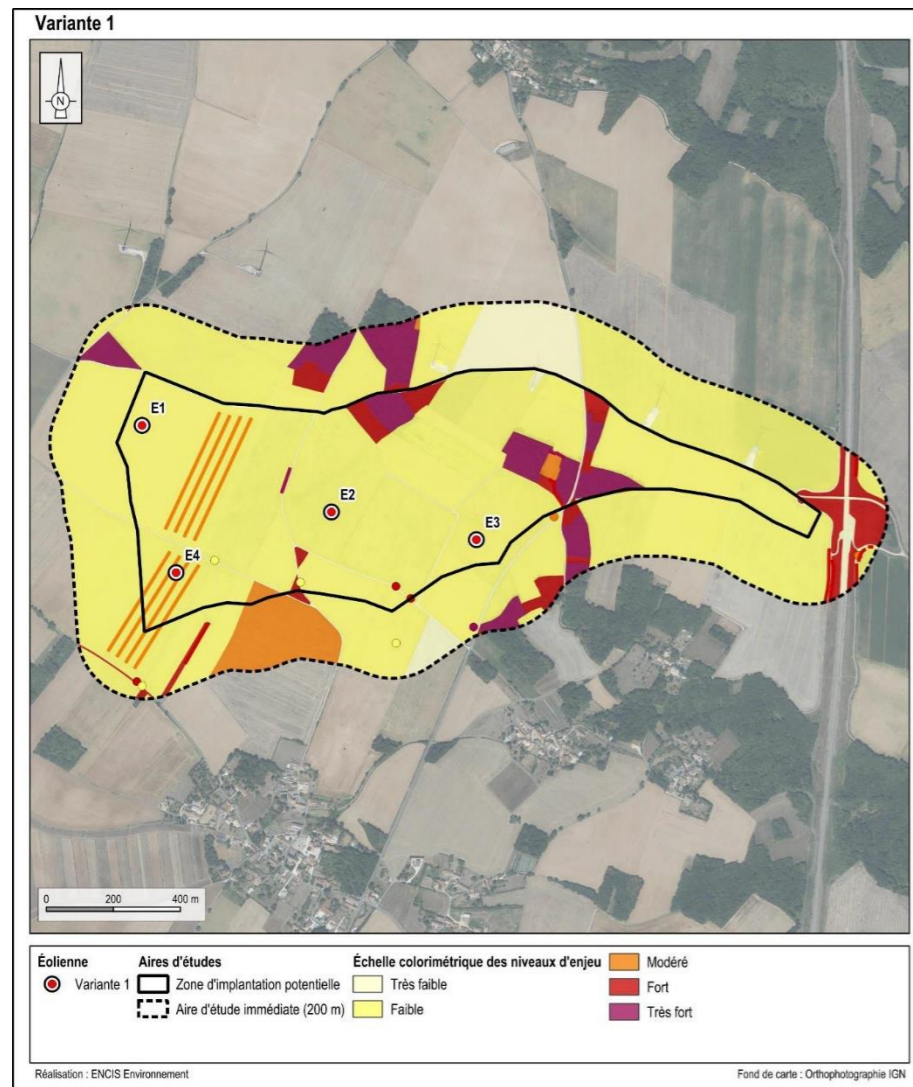 Variante 1
N
E1
E2
E3
E4
0 200 400 m
Éolienne
Variante 1
Aires d'études
Zone d'implantation potentielle
Aire d'étude immédiate (200 m)
Échelle colorimétrique des niveaux d'enjeu
Très faible
Faible
Modéré
Fort
Très fort
Réalisation : ENCIS Environnement
Fond de carte : Orthophotographie IGN